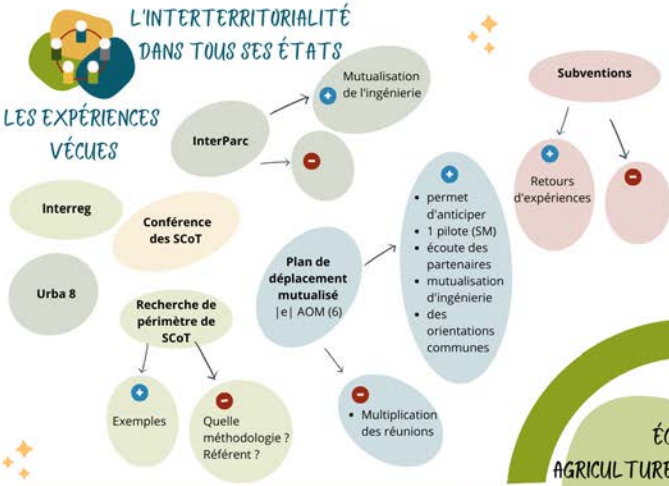 L'INTERTERRITORIALITÉ
DANS TOUS SES ÉTATS
LES EXPÉRIENCES
VÉCUES
InterParc
+
Mutualisation
de l'ingénierie
-
Interreg
Conférence
des SCoT
Urba 8
Recherche de
périmètre de
SCoT
+
Exemples
-
Quelle
méthodologie ?
Référent ?
Plan de
déplacement
mutualisé
|e| AOM (6)
+
• permet
d'anticiper
• 1 pilote (SM)
• écoute des
partenaires
• mutualisation
d'ingénierie
• des
orientations
communes
-
• Multiplication
des réunions
Subventions
+
Retours
d'expériences
-
AGRICULTURE